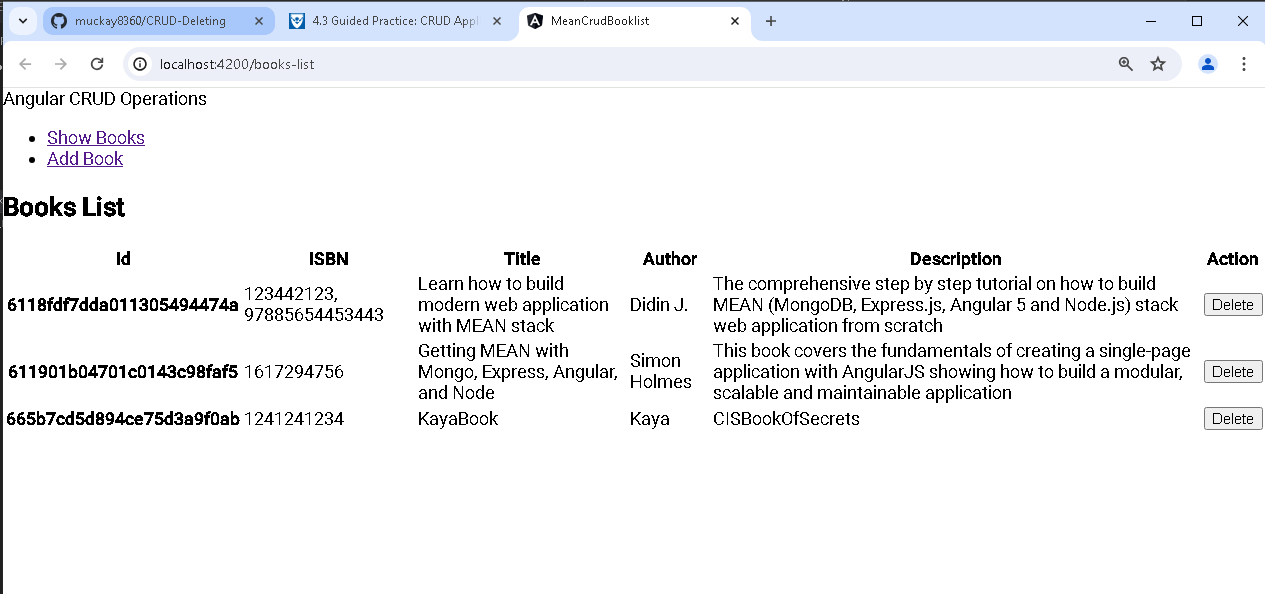 muckay8360/CRUD-Deleting
4.3 Guided Practice: CRUD Appl
MeanCrudBooklist
localhost:4200/books-list
Angular CRUD Operations
Show Books
Add Book
Books List
Id ISBN Title Author Description Action
6118fdf7dda011305494474a
123442123,
97885654453443
Learn how to build
modern web application
with MEAN stack
Didin J.
The comprehensive step by step tutorial on how to build
MEAN (MongoDB, Express.js, Angular 5 and Node.js) stack
web application from scratch
Delete
611901b04701c0143c98faf5
1617294756
Getting MEAN with
Mongo, Express, Angular,
and Node
Simon
Holmes
This book covers the fundamentals of creating a single-page
application with AngularJS showing how to build a modular,
scalable and maintainable application
Delete
665b7cd5d894ce75d3a9f0ab
1241241234
KayaBook
Kaya
CISBookOfSecrets
Delete